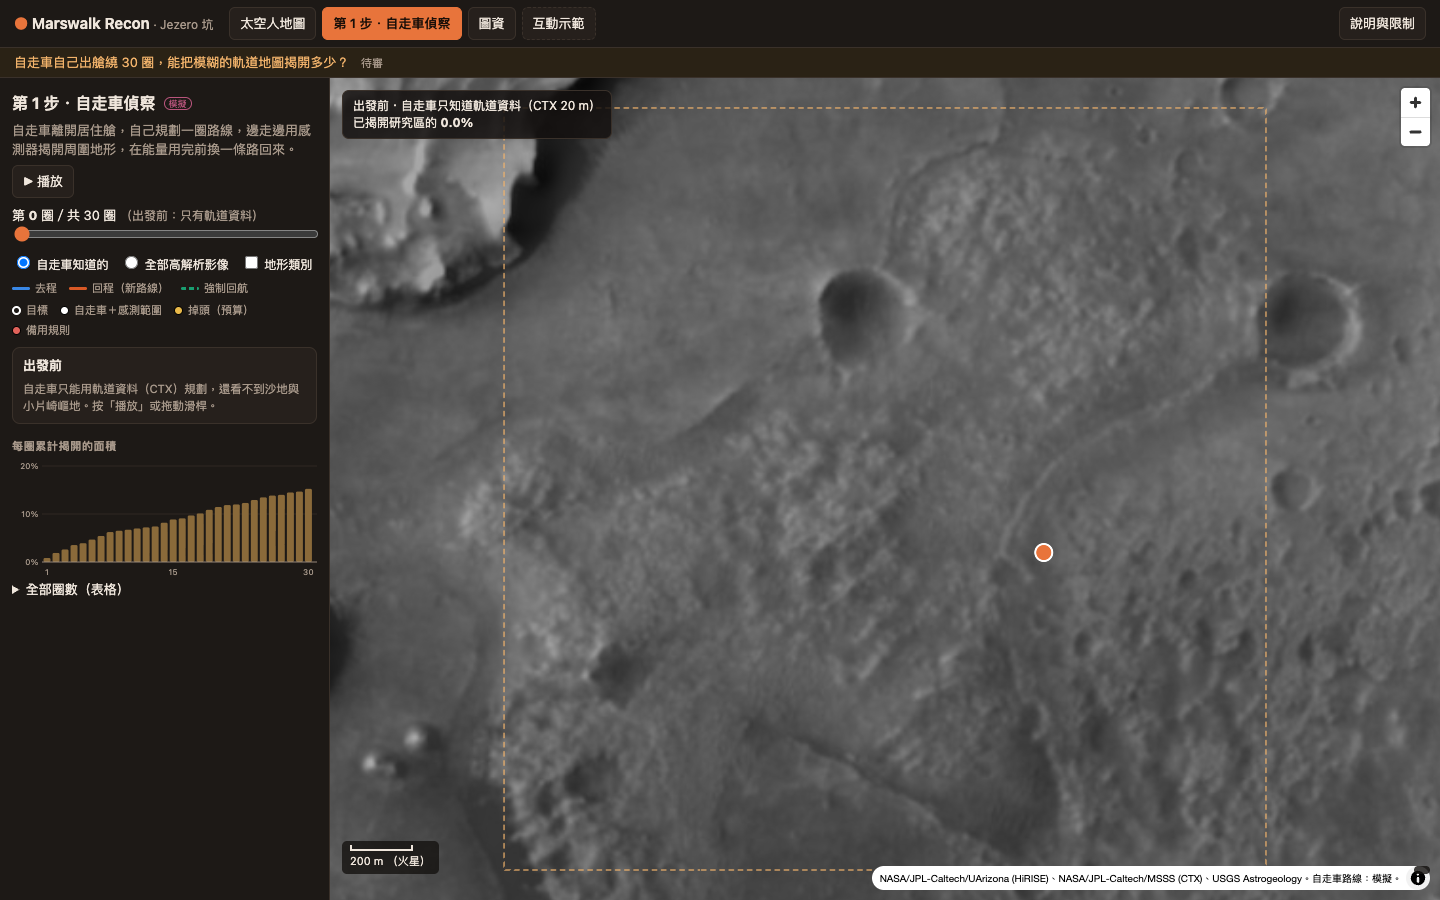 Marswalk Recon · Jezero 坑
太空人地圖
第 1 步 · 自走車偵察
圖資
互動示範
說明與限制
自走車自己出艙繞 30 圈，能把模糊的軌道地圖揭開多少？ 待審
第 1 步 · 自走車偵察 模擬
自走車離開居住艙，自己規劃一圈路線，邊走邊用感
測器揭開周圍地形，在能量用完前換一條路回來。
▶ 播放
第 0 圈 / 共 30 圈 （出發前：只有軌道資料）
自走車知道的 全部高解析影像 地形類別
去程 回程（新路線） 強制回航
目標 自走車＋感測範圍 掉頭（預算）
備用規則
出發前
自走車只能用軌道資料（CTX）規劃，還看不到沙地與
小片崎嶇地。按「播放」或拖動滑桿。
每圈累計揭開的面積
20%
10%
0%
1 15 30
▶ 全部圈數（表格）
出發前 · 自走車只知道軌道資料（CTX 20 m）
已揭開研究區的 0.0%
+
−
200 m （火星）
NASA/JPL-Caltech/UArizona (HiRISE)、NASA/JPL-Caltech/MSSS (CTX)、USGS Astrogeology。自走車路線：模擬。